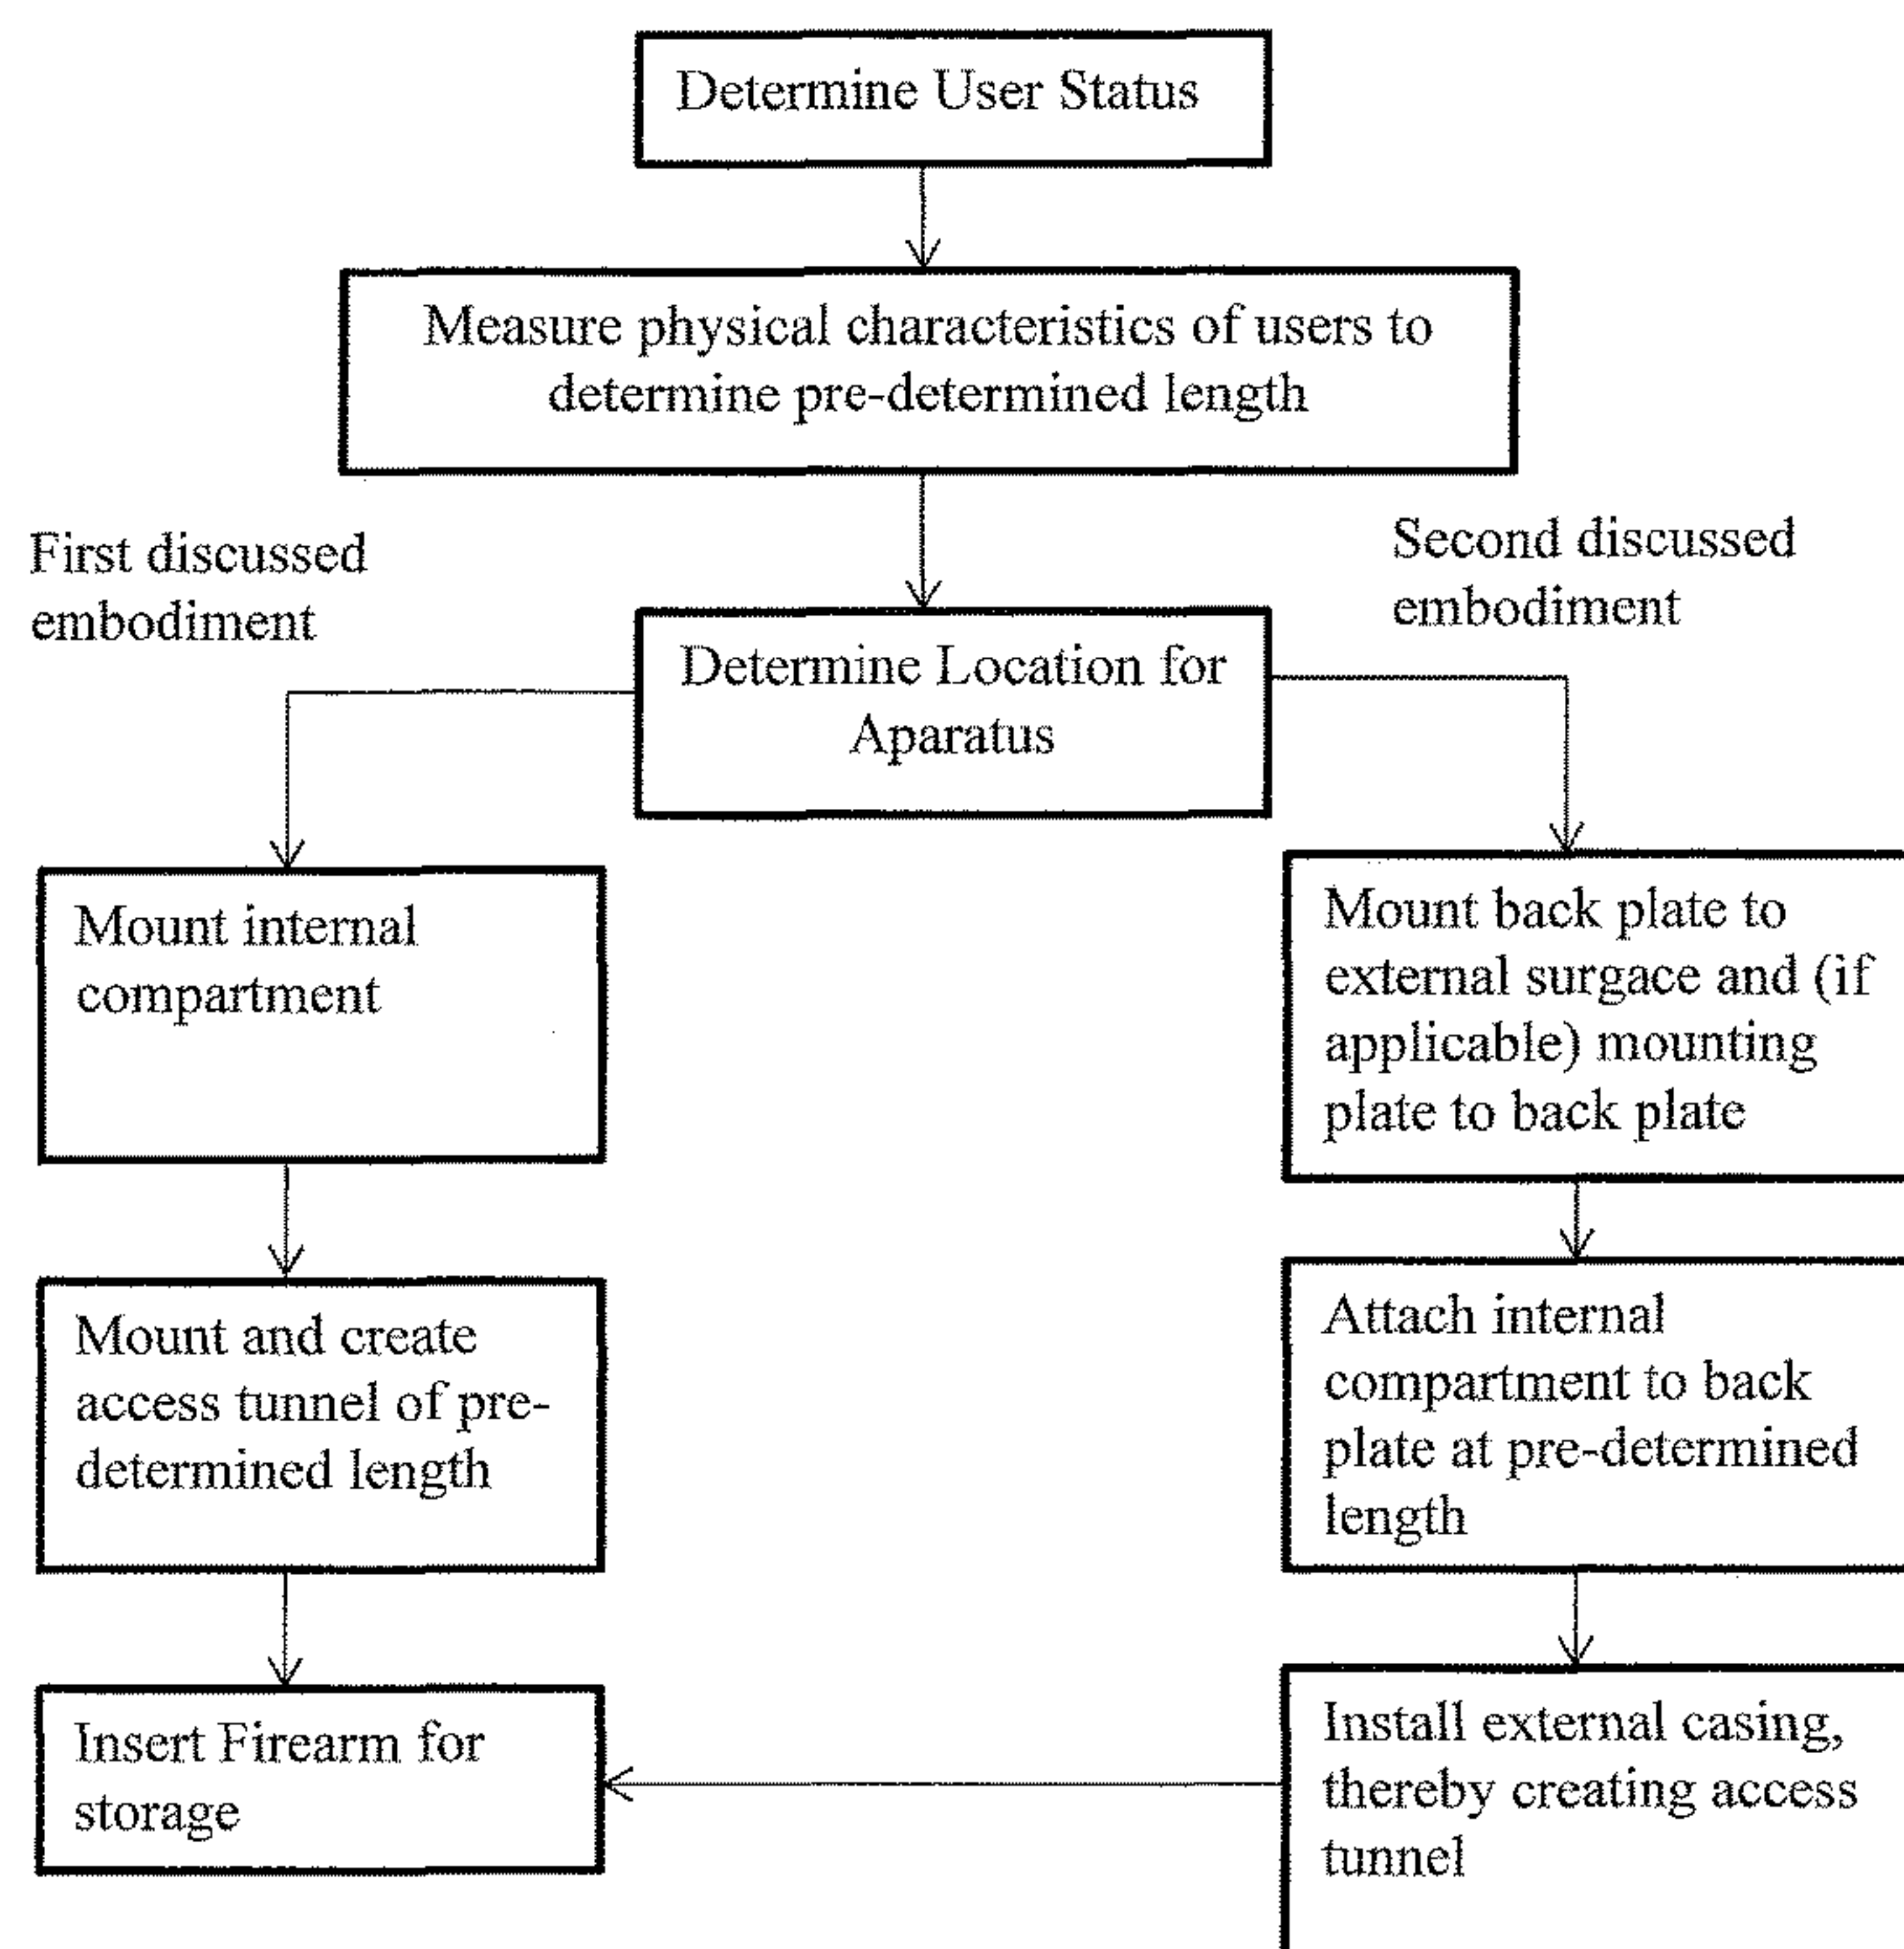 Determine User Status
Measure physical characteristics of users to
determine pre-determined length
First discussed
embodiment
Second discussed
embodiment
Determine Location for
Aparatus
Mount internal
compartment
Mount back plate to
external surgace and (if
applicable) mounting
plate to back plate
Mount and create
access tunnel of pre-
determined length
Attach internal
compartment to back
plate at pre-determined
length
Insert Firearm for
storage
Install external casing,
thereby creating access
tunnel